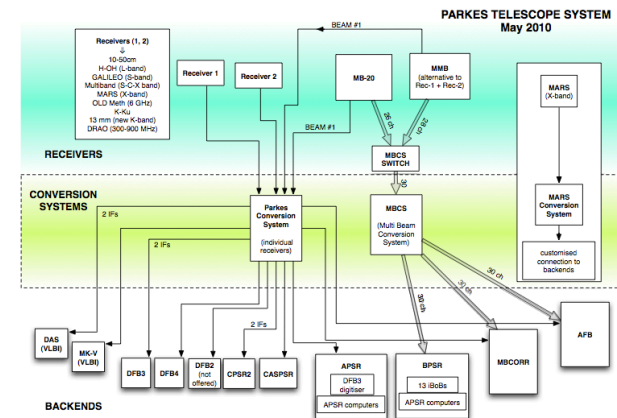 PARKES TELESCOPE SYSTEM
May 2010
BEAM #1
Receivers (1, 2)
10-50cm
H-OH (L-band)
GALILEO (S-band)
Multiband (S-C-X band)
MARS (X-band)
OLD Meth (6 GHz)
K-Ku
13 mm (new K-band)
DRAO (300-900 MHz)
Receiver 1
Receiver 2
MB-20
MMB
(alternative to
Rec-1 + Rec-2)
MARS
(X-band)
BEAM #1
26 ch
28 ch
RECEIVERS
MBCS
SWITCH
30
CONVERSION
SYSTEMS
2 IFs
2 IFs
Parkes
Conversion
System
(individual
receivers)
MBCS
(Multi Beam
Conversion
System)
MARS
Conversion
System
customised
connection to
backends
30 ch
30 ch
30 ch
2 IFs
DAS
(VLBI)
MK-V
(VLBI)
DFB3
DFB4
DFB2
(not
offered)
CPSR2
CASPSR
APSR
DFB3
digitiser
APSR computers
BPSR
13 iBoBs
APSR computers
MBCORR
AFB
BACKENDS